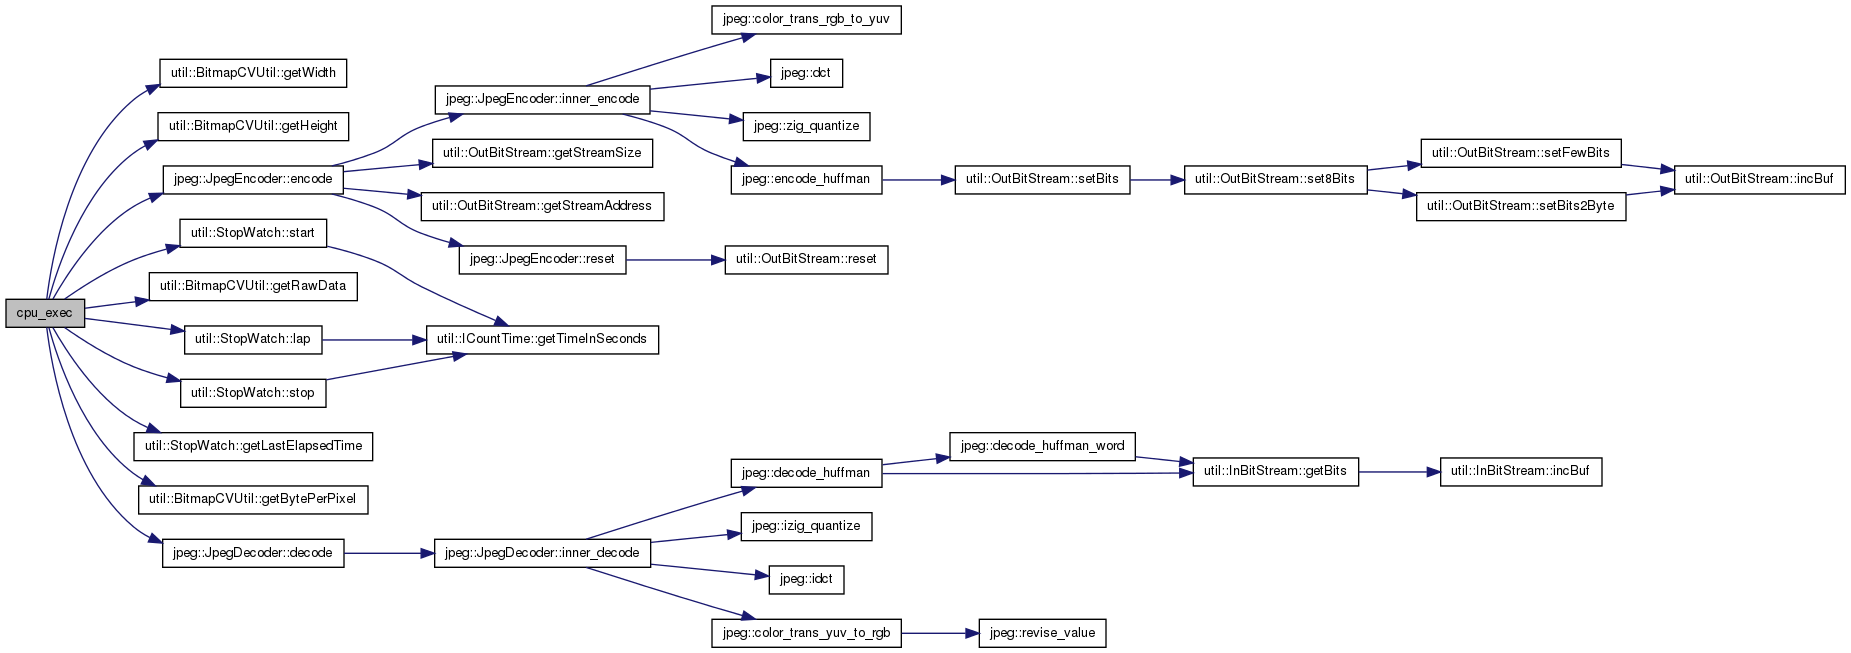 cpu_exec
util::BitmapCVUtil::getWidth
util::BitmapCVUtil::getHeight
jpeg::JpegEncoder::encode
util::StopWatch::start
util::BitmapCVUtil::getRawData
util::StopWatch::lap
util::StopWatch::stop
util::StopWatch::getLastElapsedTime
util::BitmapCVUtil::getBytePerPixel
jpeg::JpegDecoder::decode
jpeg::JpegEncoder::inner_encode
util::OutBitStream::getStreamSize
util::OutBitStream::getStreamAddress
jpeg::JpegEncoder::reset
util::ICountTime::getTimeInSeconds
jpeg::JpegDecoder::inner_decode
jpeg::color_trans_rgb_to_yuv
jpeg::dct
jpeg::zig_quantize
jpeg::encode_huffman
util::OutBitStream::reset
jpeg::decode_huffman
jpeg::izig_quantize
jpeg::idct
jpeg::color_trans_yuv_to_rgb
util::OutBitStream::setBits
jpeg::decode_huffman_word
jpeg::revise_value
util::OutBitStream::set8Bits
util::InBitStream::getBits
util::OutBitStream::setFewBits
util::OutBitStream::setBits2Byte
util::InBitStream::incBuf
util::OutBitStream::incBuf